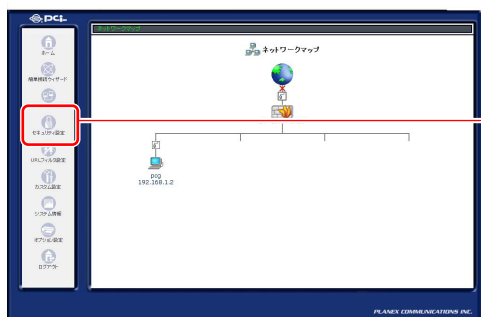 PCi
ネットワークマップ
ネットワークマップ
ホーム
簡単接続ウィザード
セキュリティ設定
URLフィルタ設定
カスタム設定
システム情報
オプション設定
ログアウト
pcg
192.168.1.2
PLANEX COMMUNICATIONS INC.